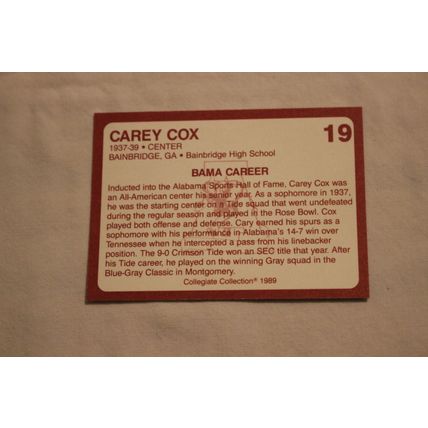 CAREY COX
19
1937-39 • CENTER
BAINBRIDGE, GA • Bainbridge High School
BAMA CAREER
Inducted into the Alabama Sports Hall of Fame, Carey Cox was
an All-American center his senior year. As a sophomore in 1937,
he was the starting center on a Tide squad that went undefeated
during the regular season and played in the Rose Bowl. Cox
played both offense and defense. Cary earned his spurs as a
sophomore with his performance in Alabama's 14-7 win over
Tennessee when he intercepted a pass from his linebacker
position. The 9-0 Crimson Tide won an SEC title that year. After
his Tide career, he played on the winning Gray squad in the
Blue-Gray Classic in Montgomery.
Collegiate Collection® 1989